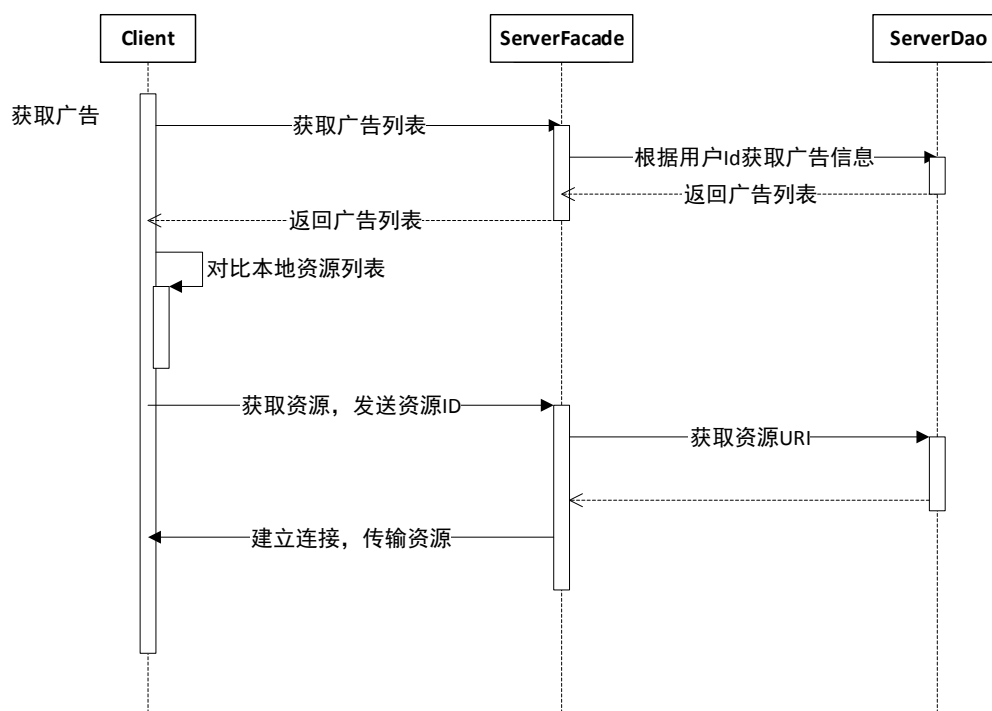 Client
ServerFacade
ServerDao
获取广告
获取广告列表
根据用户Id获取广告信息
返回广告列表
返回广告列表
对比本地资源列表
获取资源，发送资源ID
获取资源URI
建立连接，传输资源